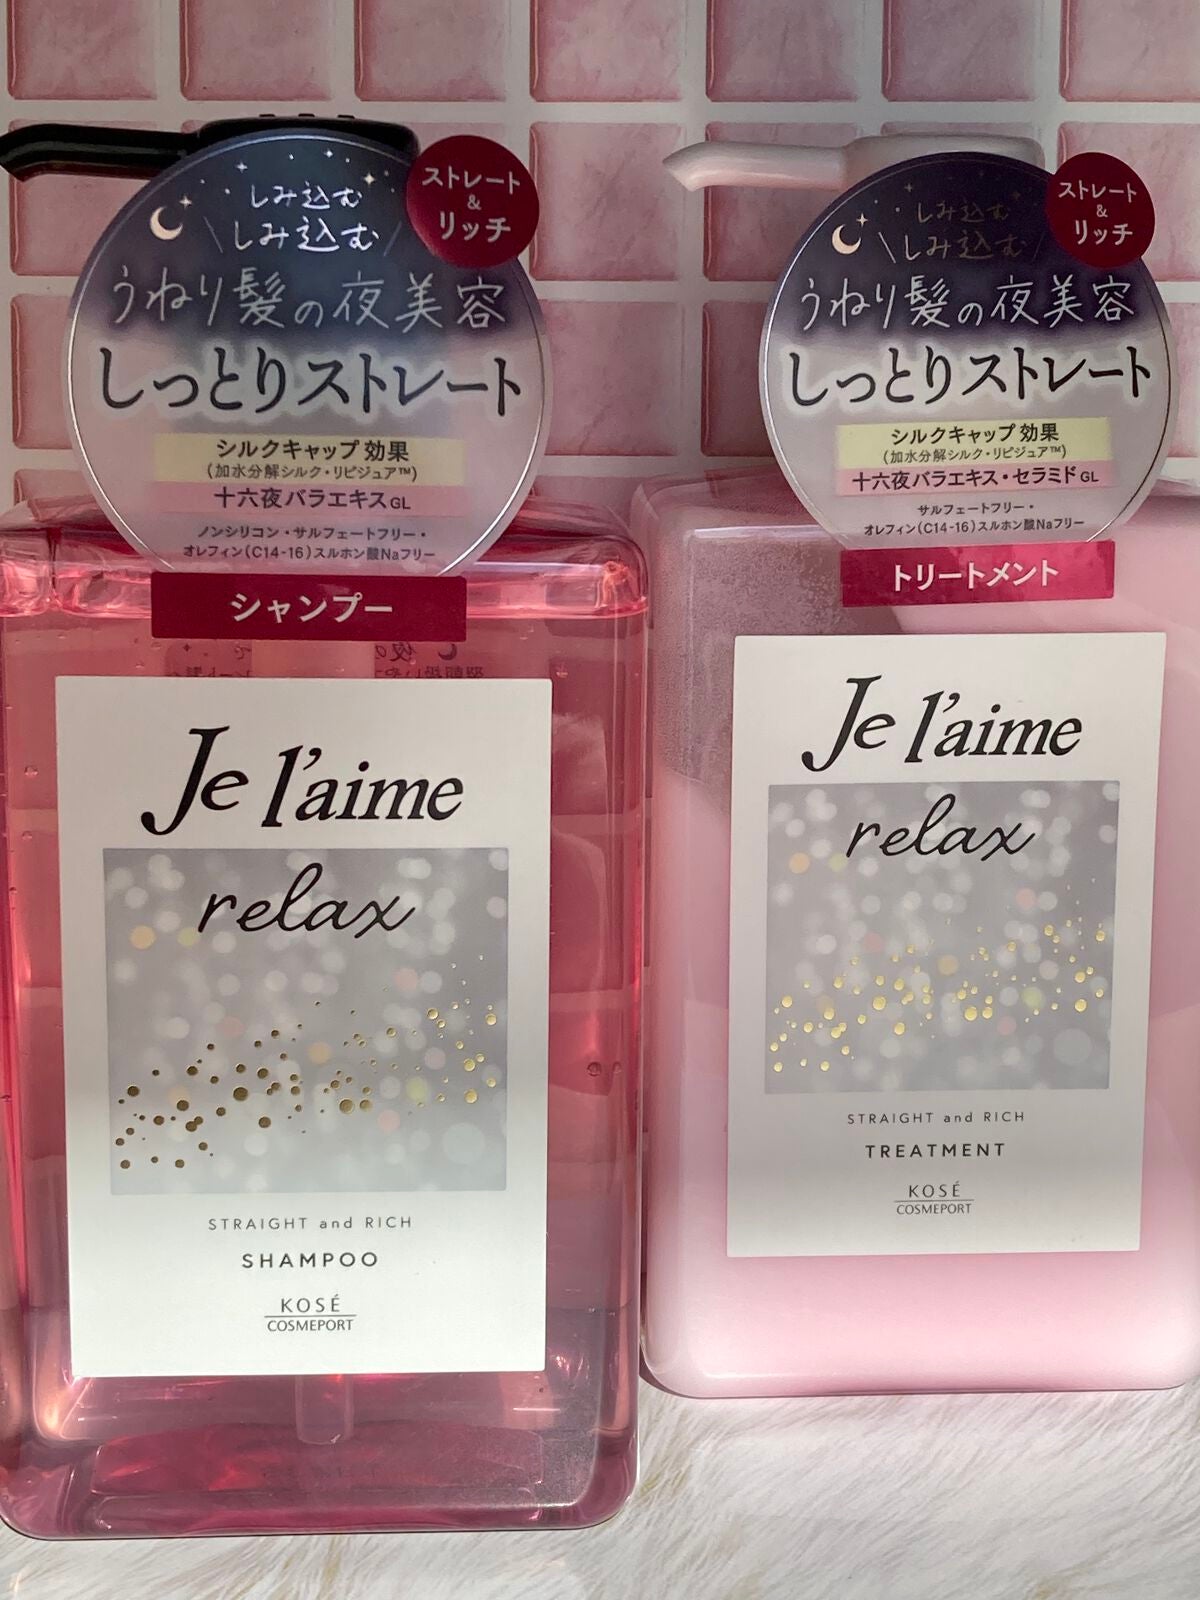 しみ込む
しみ込む
うねり髪の夜美容
しっとりストレート
シルクキャップ効果
(加水分解シルク・リピジュア™)
十六夜バラエキスGL
ノンシリコン・サルフェートフリー・
オレフィン(C14-16)スルホン酸Naフリー
ストレート
&
リッチ
シャンプー
Je l'aime
relax
STRAIGHT and RICH
SHAMPOO
KOSÉ
COSMEPORT
しみ込む
しみ込む
うねり髪の夜美容
しっとりストレート
シルクキャップ効果
(加水分解シルク・リピジュア™)
十六夜バラエキス・セラミドGL
サルフェートフリー・
オレフィン(C14-16)スルホン酸Naフリー
ストレート
&
リッチ
トリートメント
Je l'aime
relax
STRAIGHT and RICH
TREATMENT
KOSÉ
COSMEPORT